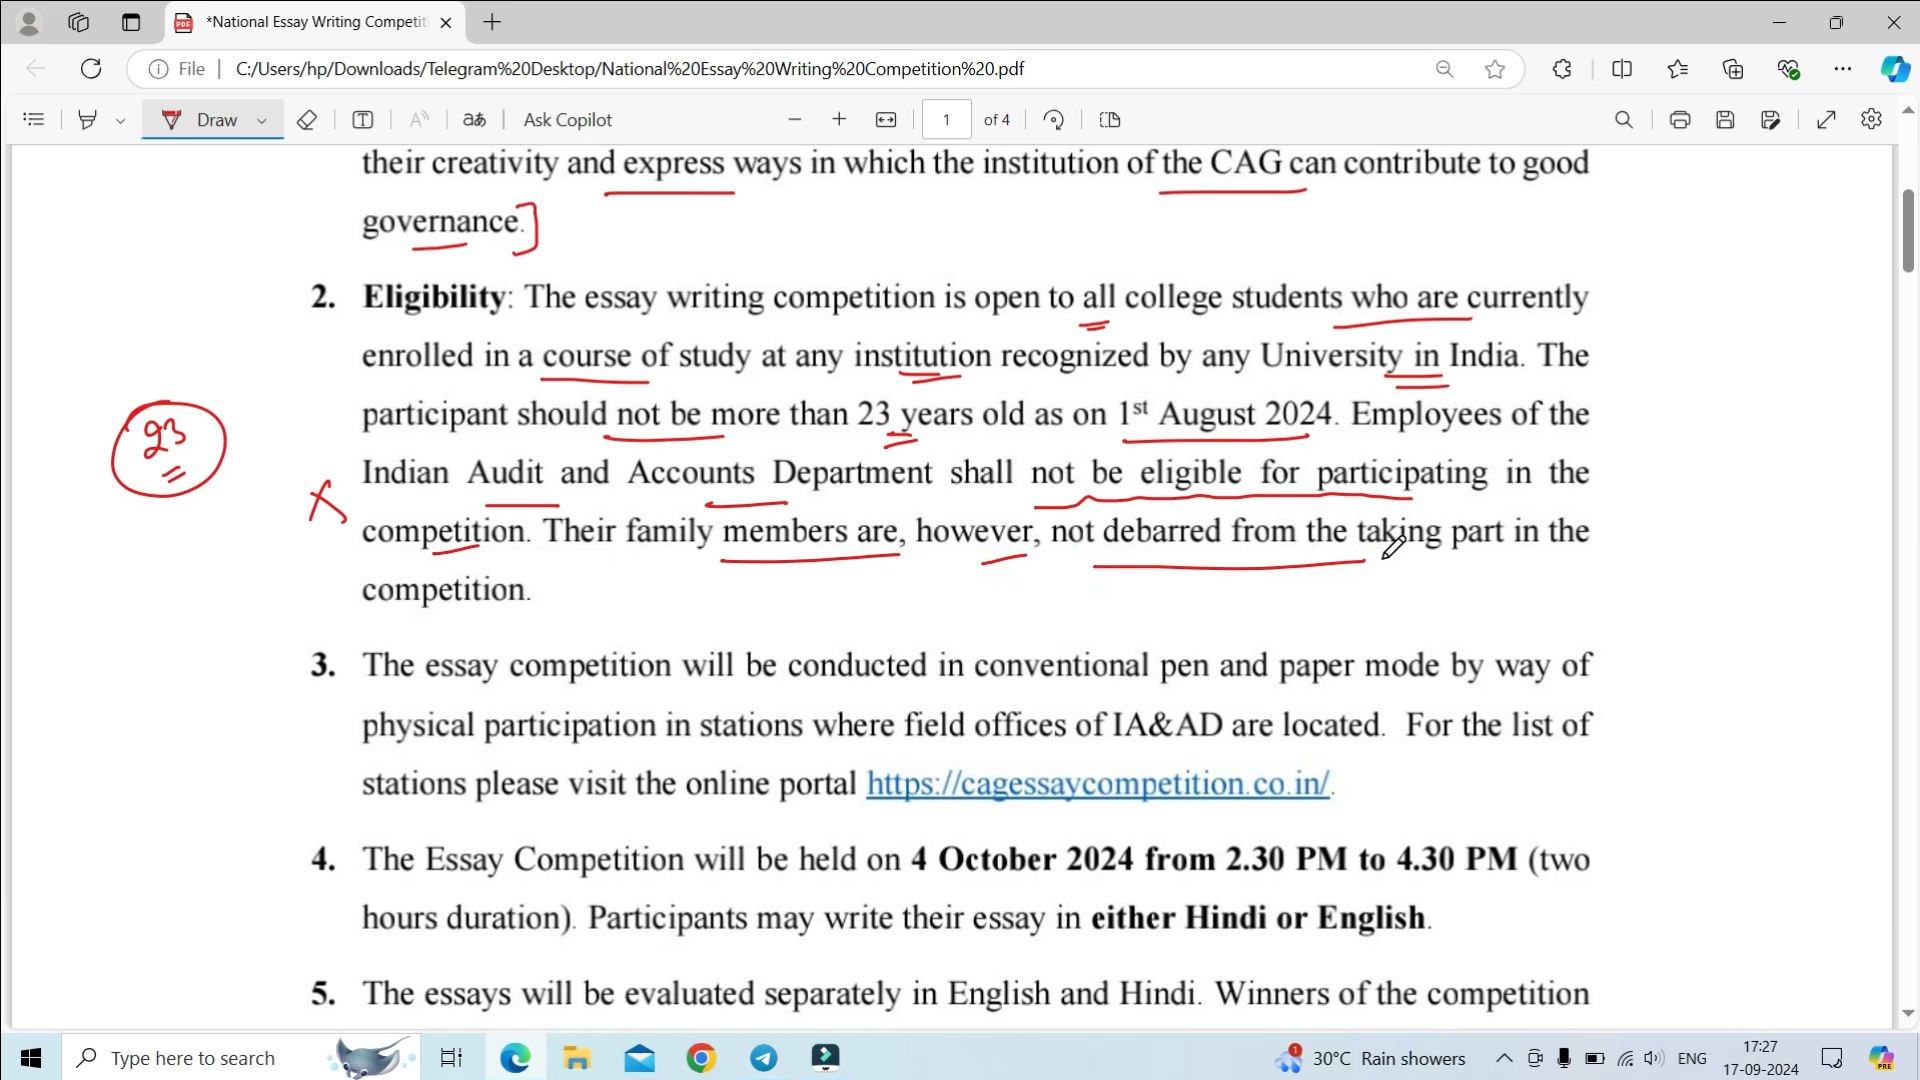 *National Essay Writing Competiti
File
C:/Users/hp/Downloads/Telegram%20Desktop/National%20Essay%20Writing%20Competition%20.pdf
Draw
Ask Copilot
1 of 4
their creativity and express ways in which the institution of the CAG can contribute to good
governance.]
2. Eligibility: The essay writing competition is open to all college students who are currently
enrolled in a course of study at any institution recognized by any University in India. The
participant should not be more than 23 years old as on 1st August 2024. Employees of the
23
Indian Audit and Accounts Department shall not be eligible for participating in the
X
competition. Their family members are, however, not debarred from the taking part in the
competition.
3. The essay competition will be conducted in conventional pen and paper mode by way of
physical participation in stations where field offices of IA&AD are located. For the list of
stations please visit the online portal https://cagessaycompetition.co.in/.
4. The Essay Competition will be held on 4 October 2024 from 2.30 PM to 4.30 PM (two
hours duration). Participants may write their essay in either Hindi or English.
5. The essays will be evaluated separately in English and Hindi. Winners of the competition
Type here to search
1
30°C Rain showers
ENG
17:27
17-09-2024
PRE